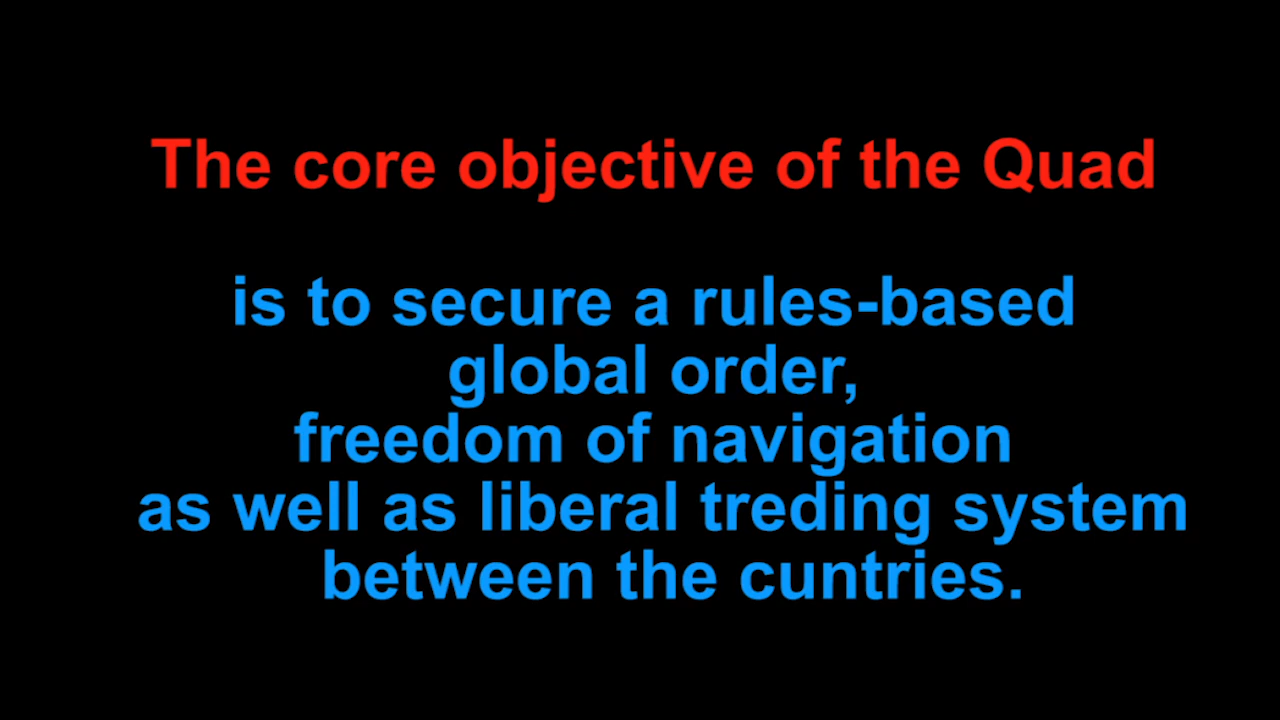 The core objective of the Quad
is to secure a rules-based
global order,
freedom of navigation
as well as liberal treding system
between the cuntries.